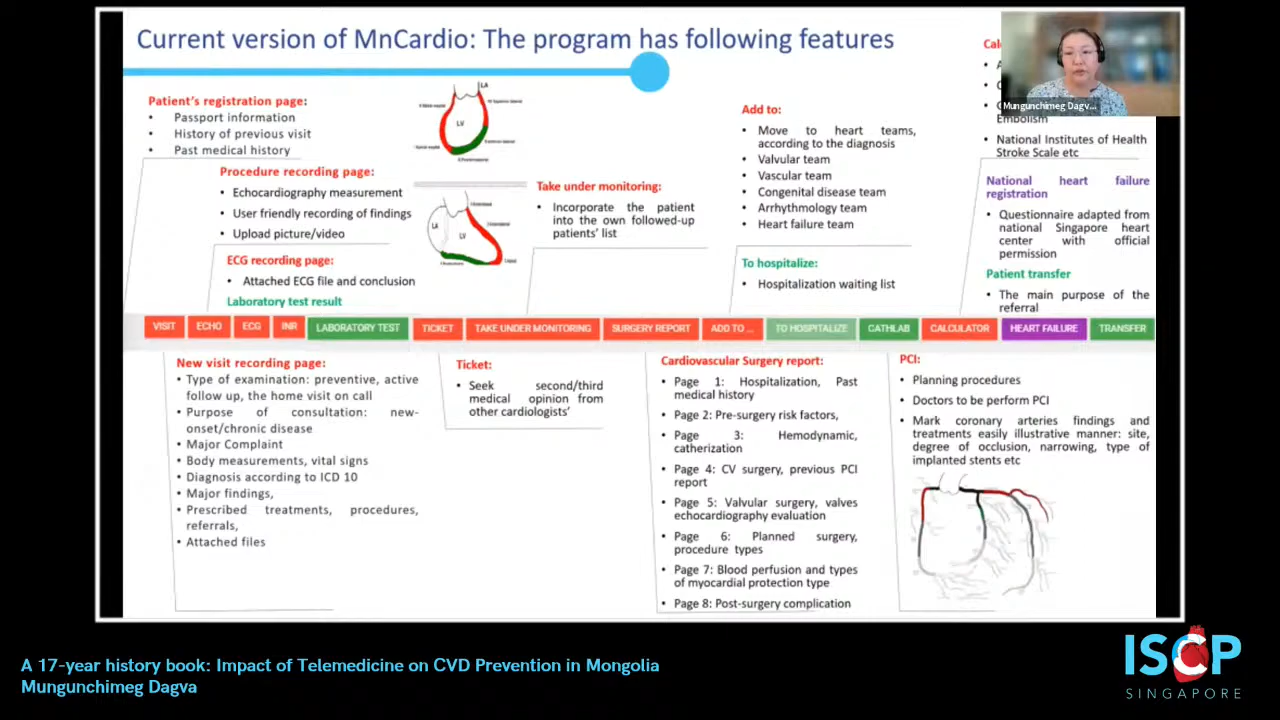 Current version of MnCardio: The program has following features
Patient's registration page:
• Passport information
• History of previous visit
• Past medical history
Procedure recording page:
• Echocardiography measurement
• User friendly recording of findings
• Upload picture/video
ECG recording page:
• Attached ECG file and conclusion
Laboratory test result
LA
LV
LA
LV
Take under monitoring:
• Incorporate the patient
into the own followed-up
patients' list
Add to:
• Move to heart teams,
according to the diagnosis
• Valvular team
• Vascular team
• Congenital disease team
• Arrhythmology team
• Heart failure team
To hospitalize:
• Hospitalization waiting list
Embolism
• National Institutes of Health
Stroke Scale etc
National heart failure
registration
• Questionnaire adapted from
national Singapore heart
center with official
permission
Patient transfer
• The main purpose of the
referral
Mungunchimeg Dagv...
VISIT
ECHO
ECG
INR
LABORATORY TEST
TICKET
TAKE UNDER MONITORING
SURGERY REPORT
ADD TO ...
TO HOSPITALIZE
CATHLAB
CALCULATOR
HEART FAILURE
TRANSFER
New visit recording page:
• Type of examination: preventive, active
follow up, the home visit on call
• Purpose of consultation: new-
onset/chronic disease
• Major Complaint
• Body measurements, vital signs
• Diagnosis according to ICD 10
• Major findings,
• Prescribed treatments, procedures,
referrals,
• Attached files
Ticket:
• Seek second/third
medical opinion from
other cardiologists'
Cardiovascular Surgery report:
• Page 1: Hospitalization, Past
medical history
• Page 2: Pre-surgery risk factors,
• Page 3: Hemodynamic,
catherization
• Page 4: CV surgery, previous PCI
report
• Page 5: Valvular surgery, valves
echocardiography evaluation
• Page 6: Planned surgery,
procedure types
• Page 7: Blood perfusion and types
of myocardial protection type
• Page 8: Post-surgery complication
PCI:
• Planning procedures
• Doctors to be perform PCI
• Mark coronary arteries findings and
treatments easily illustrative manner: site,
degree of occlusion, narrowing, type of
implanted stents etc
A 17-year history book: Impact of Telemedicine on CVD Prevention in Mongolia
Mungunchimeg Dagva
ISCP
SINGAPORE